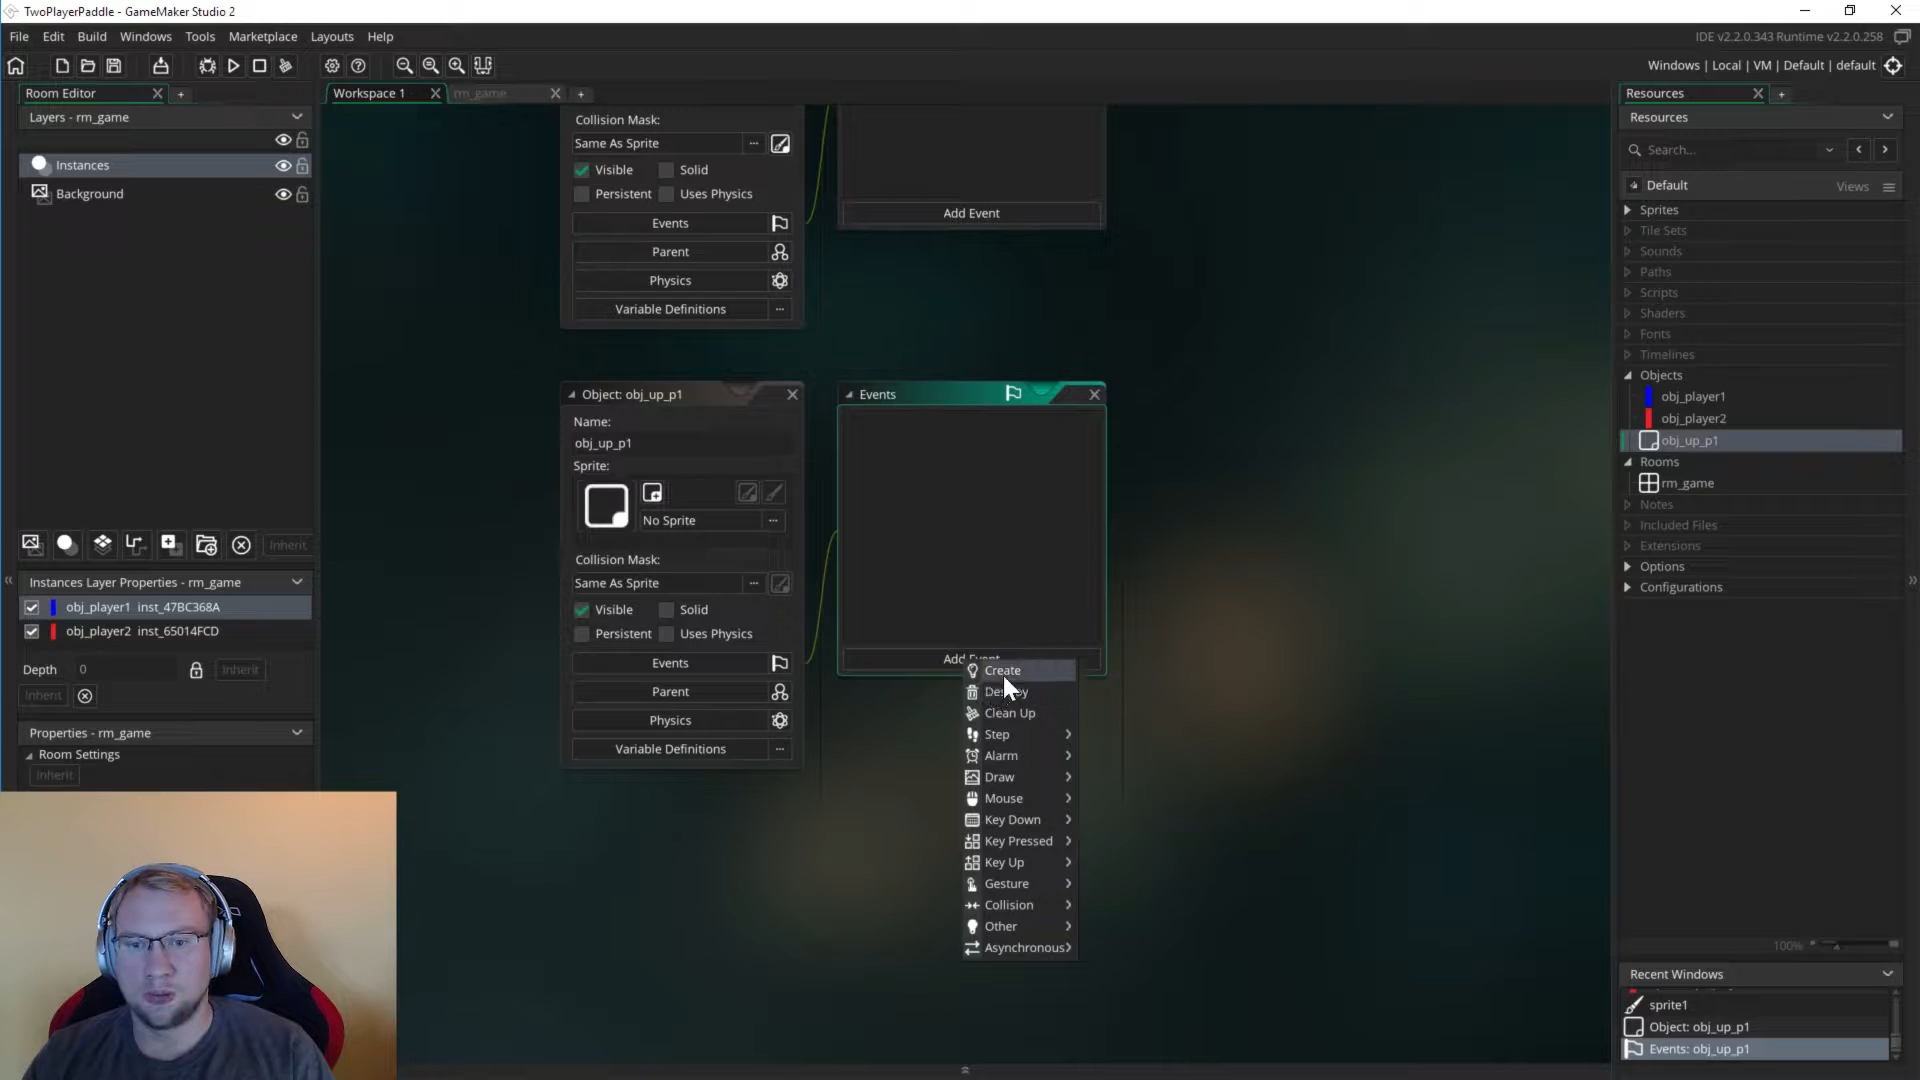 TwoPlayerPaddle - GameMaker Studio 2
File Edit Build Windows Tools Marketplace Layouts Help
IDE v2.2.0.343 Runtime v2.2.0.258
Windows | Local | VM | Default | default
Room Editor
Layers - rm_game
Instances
Background
Inherit
Instances Layer Properties - rm_game
obj_player1 inst_47BC368A
obj_player2 inst_65014FCD
Depth 0 Inherit
Inherit
Properties - rm_game
Room Settings
Inherit
Workspace 1 rm_game
Collision Mask:
Same As Sprite
Visible Solid
Persistent Uses Physics
Events
Parent
Physics
Variable Definitions
Add Event
Object: obj_up_p1
Name:
obj_up_p1
Sprite:
No Sprite
Collision Mask:
Same As Sprite
Visible Solid
Persistent Uses Physics
Events
Parent
Physics
Variable Definitions
Events
Add Event
Create
Destroy
Clean Up
Step
Alarm
Draw
Mouse
Key Down
Key Pressed
Key Up
Gesture
Collision
Other
Asynchronous
Resources
Resources
Search...
Default Views
Sprites
Tile Sets
Sounds
Paths
Scripts
Shaders
Fonts
Timelines
Objects
obj_player1
obj_player2
obj_up_p1
Rooms
rm_game
Notes
Included Files
Extensions
Options
Configurations
100%
Recent Windows
sprite1
Object: obj_up_p1
Events: obj_up_p1